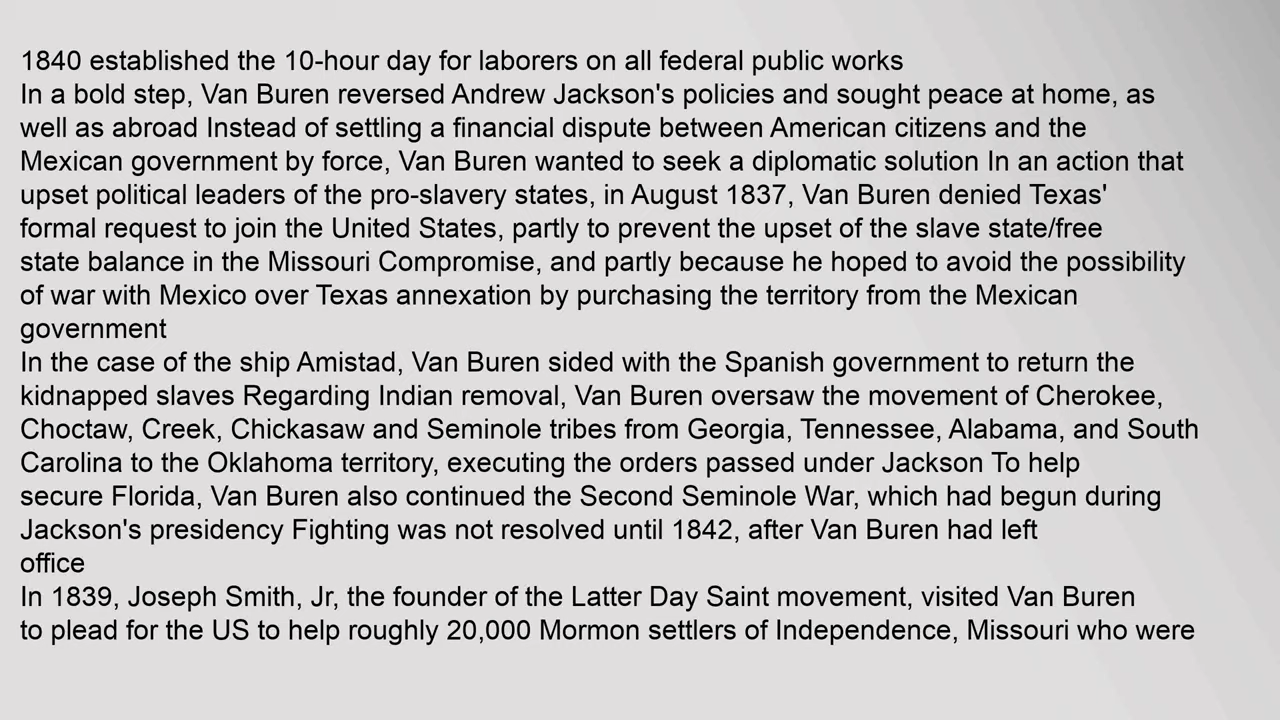 1840 established the 10-hour day for laborers on all federal public works
In a bold step, Van Buren reversed Andrew Jackson's policies and sought peace at home, as
well as abroad Instead of settling a financial dispute between American citizens and the
Mexican government by force, Van Buren wanted to seek a diplomatic solution In an action that
upset political leaders of the pro-slavery states, in August 1837, Van Buren denied Texas'
formal request to join the United States, partly to prevent the upset of the slave state/free
state balance in the Missouri Compromise, and partly because he hoped to avoid the possibility
of war with Mexico over Texas annexation by purchasing the territory from the Mexican
government
In the case of the ship Amistad, Van Buren sided with the Spanish government to return the
kidnapped slaves Regarding Indian removal, Van Buren oversaw the movement of Cherokee,
Choctaw, Creek, Chickasaw and Seminole tribes from Georgia, Tennessee, Alabama, and South
Carolina to the Oklahoma territory, executing the orders passed under Jackson To help
secure Florida, Van Buren also continued the Second Seminole War, which had begun during
Jackson's presidency Fighting was not resolved until 1842, after Van Buren had left
office
In 1839, Joseph Smith, Jr, the founder of the Latter Day Saint movement, visited Van Buren
to plead for the US to help roughly 20,000 Mormon settlers of Independence, Missouri who were